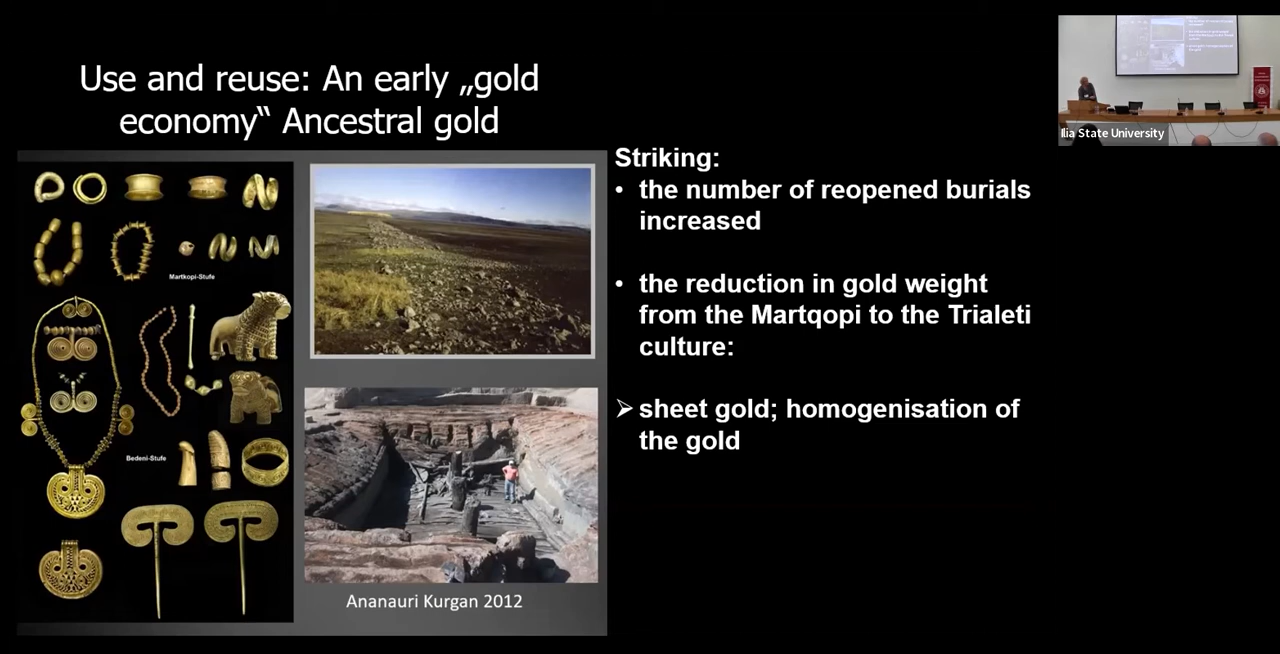 Use and reuse: An early „gold
economy“ Ancestral gold
Martkopi-Stufe
Bedeni-Stufe
Ananauri Kurgan 2012
Striking:
• the number of reopened burials
increased
• the reduction in gold weight
from the Martqopi to the Trialeti
culture:
➢ sheet gold; homogenisation of
the gold
Ilia State University